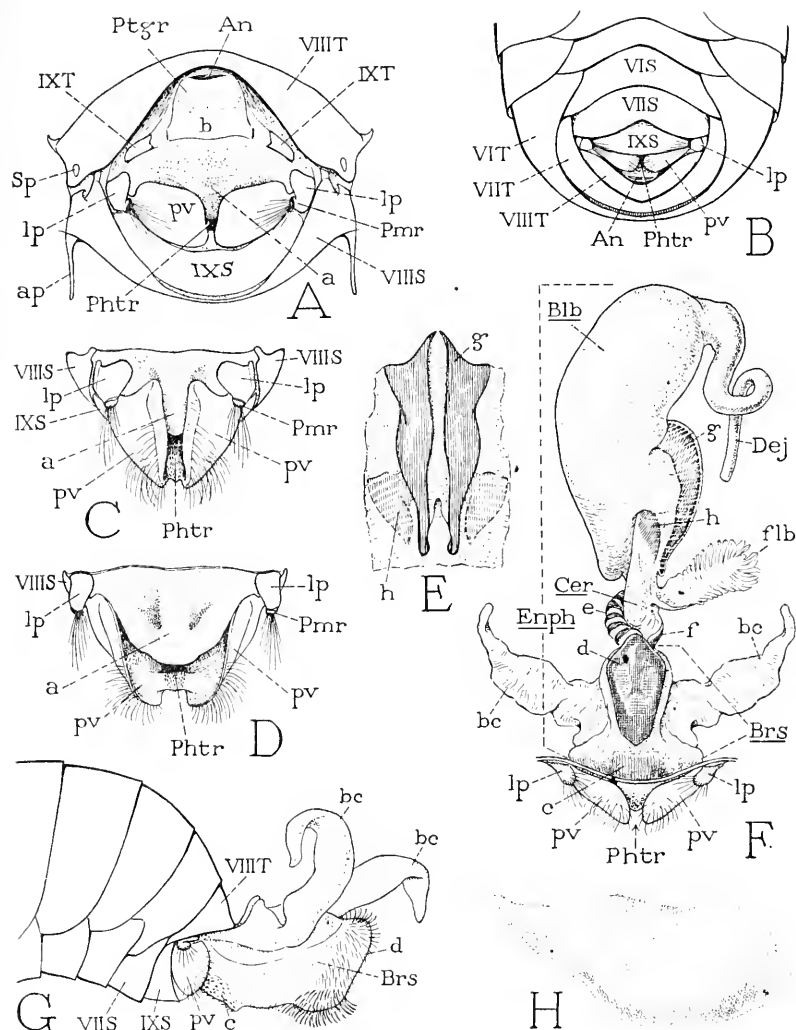 Ptgr An
VIIIT
IXT IXT
b
Sp
lp pv lp
Pmr
ap IXS a VIIIS
Phtr A
VIS
VIIS
IXS
VIT lp
VIIT
VIIIT pv
An Phtr B
VIIIS VIIIS
lp lp
IXS Pmr
a
pv pv
Phtr
C
g
h
E
Blb
g
Dej
h
flb
Cer
e
Enph f bc
d
bc
Brs
lp lp
c
pv pv
Phtr F
VIIIS lp
lp Pmr
a
pv pv
Phtr D
bc
bc
VIIIT
d
Brs
G VIIS IXS pv c
H